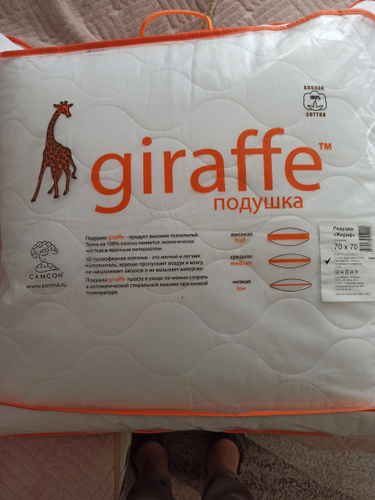 ХЛОПОК
100%
COTTON
giraffe™
подушка
Подушки giraffe - продукт высоких технологий.
Ткань из 100% хлопка является экологически
чистым и прочным материалом.
3D полиэфирное волокно - это мягкий и легкий
наполнитель, хорошо пропускает воздух и влагу,
не накапливает запахов и не вызывает аллергию.
Подушка giraffe проста в уходе: ее можно стирать
в автоматической стиральной машине при низкой
температуре.
высокая
high
средняя
medium
низкая
low
Подушка
«Жираф»
70 x 70
САМСОН
www.perina.ru